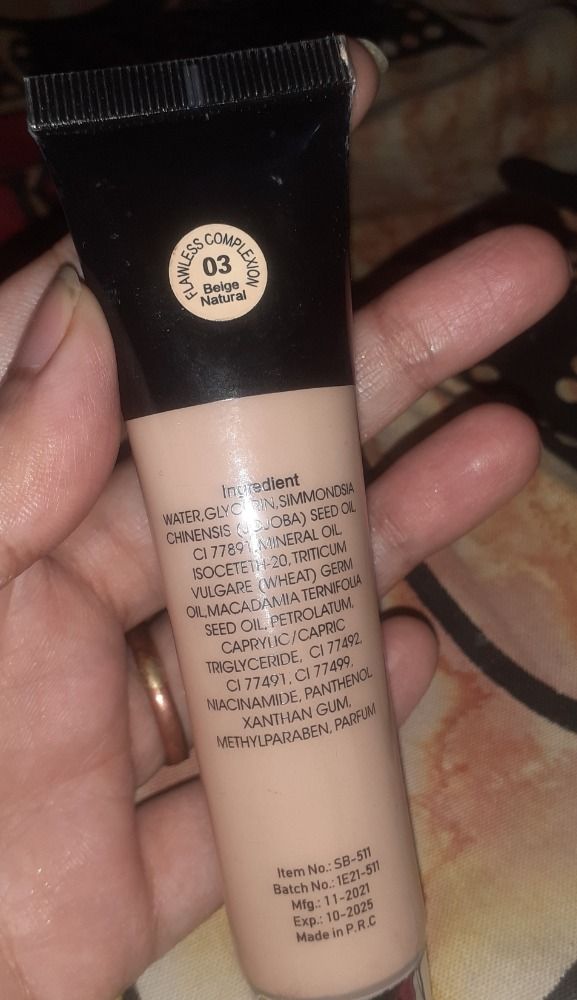 FLAWLESS COMPLEXION
03
Beige
Natural
Ingredient
WATER,GLYCERIN,SIMMONDSIA
CHINENSIS (JOJOBA) SEED OIL
CI 77891,MINERAL OIL
ISOCETETH-20,TRITICUM
VULGARE (WHEAT) GERM
OIL,MACADAMIA TERNIFOLIA
SEED OIL,PETROLATUM,
CAPRYLIC/CAPRIC
TRIGLYCERIDE, CI 77492,
CI 77491, CI 77499,
NIACINAMIDE, PANTHENOL
XANTHAN GUM,
METHYLPARABEN, PARFUM
Item No.: SB-511
Batch No.: 1E21-511
Mfg.: 11-2021
Exp.: 10-2025
Made in P.R.C